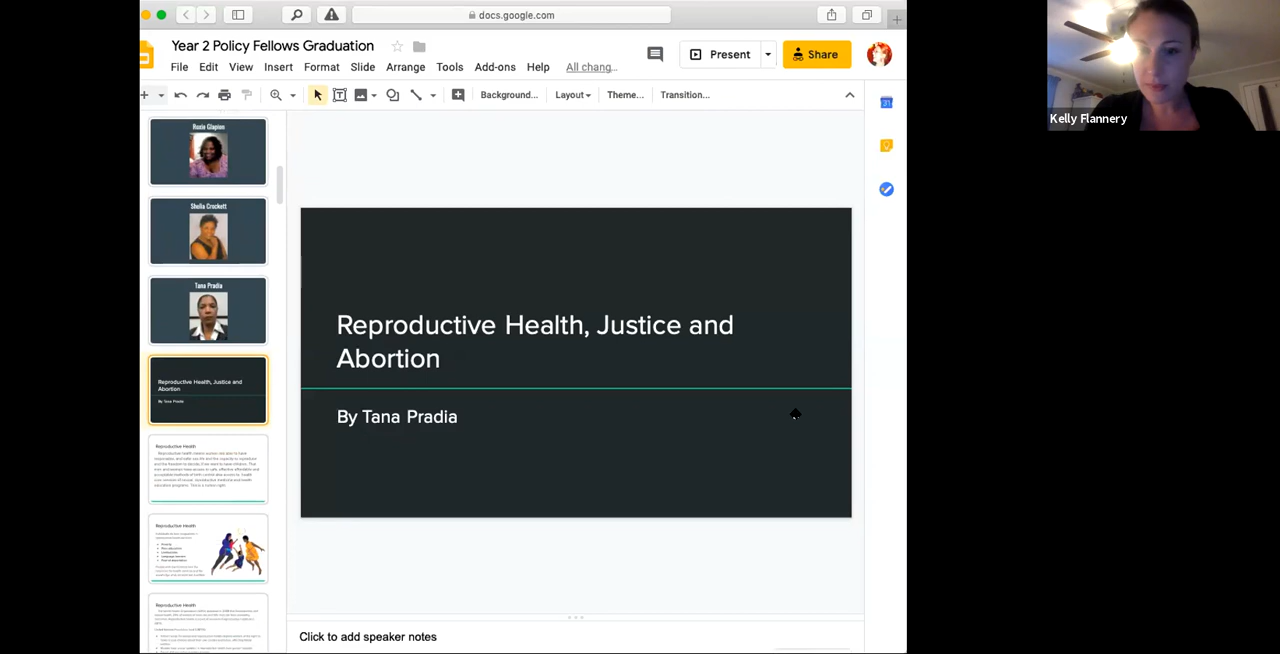 docs.google.com
Year 2 Policy Fellows Graduation
Present
Share
File Edit View Insert Format Slide Arrange Tools Add-ons Help All chang...
Background... Layout Theme... Transition...
31
Kelly Flannery
Roxie Glapion
Shelia Crockett
Tana Pradia
Reproductive Health, Justice and
Abortion
By Tana Pradia
Reproductive Health
Reproductive Health
Reproductive Health
Reproductive Health, Justice and
Abortion
By Tana Pradia
Click to add speaker notes